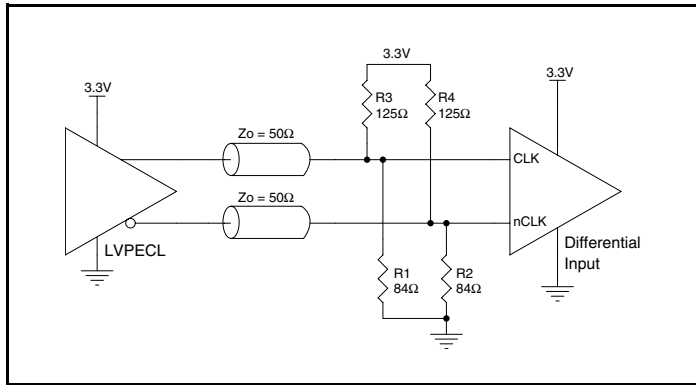 3.3V
3.3V
3.3V
R3
125Ω
R4
125Ω
Zo = 50Ω
CLK
Zo = 50Ω
nCLK
LVPECL
Differential
Input
R1
84Ω
R2
84Ω